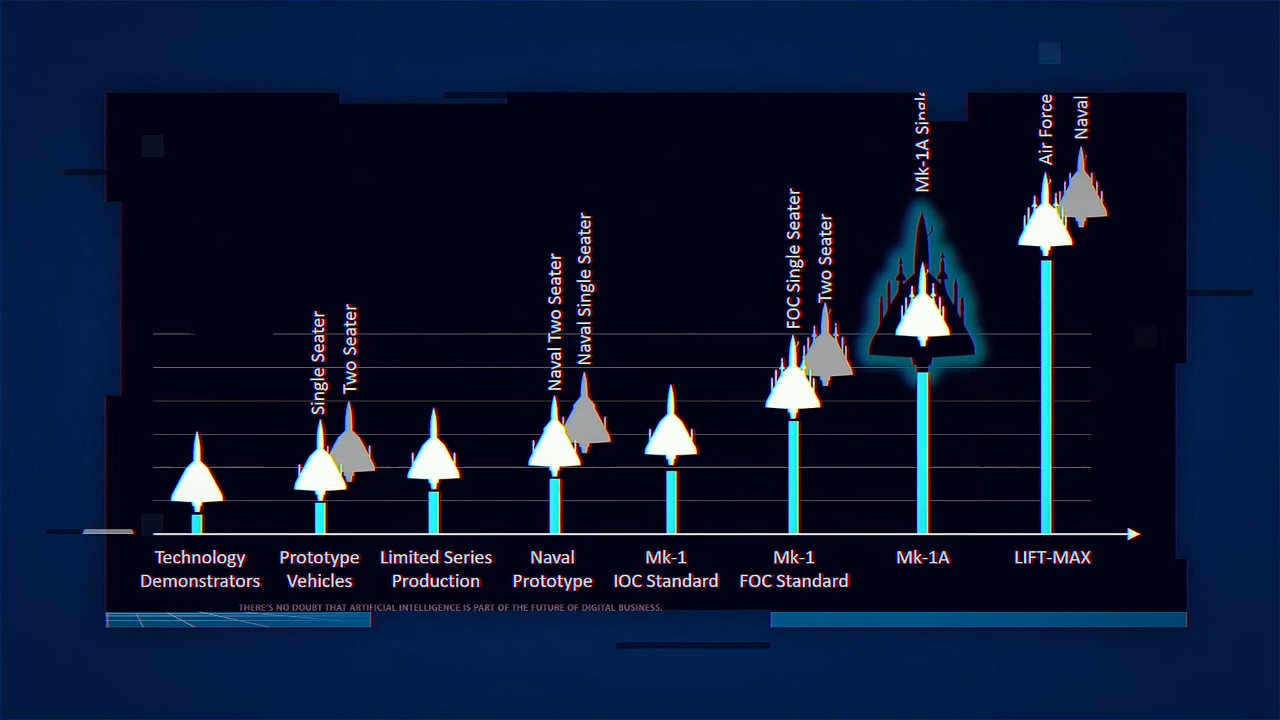 Single Seater
Two Seater
Naval Two Seater
Naval Single Seater
FOC Single Seater
Two Seater
Mk-1A
Air Force
Naval
Technology
Demonstrators
Prototype
Vehicles
Limited Series
Production
Naval
Prototype
Mk-1
IOC Standard
Mk-1
FOC Standard
Mk-1A
LIFT-MAX
THERE'S NO DOUBT THAT ARTIFICIAL INTELLIGENCE IS PART OF THE FUTURE OF DIGITAL BUSINESS.